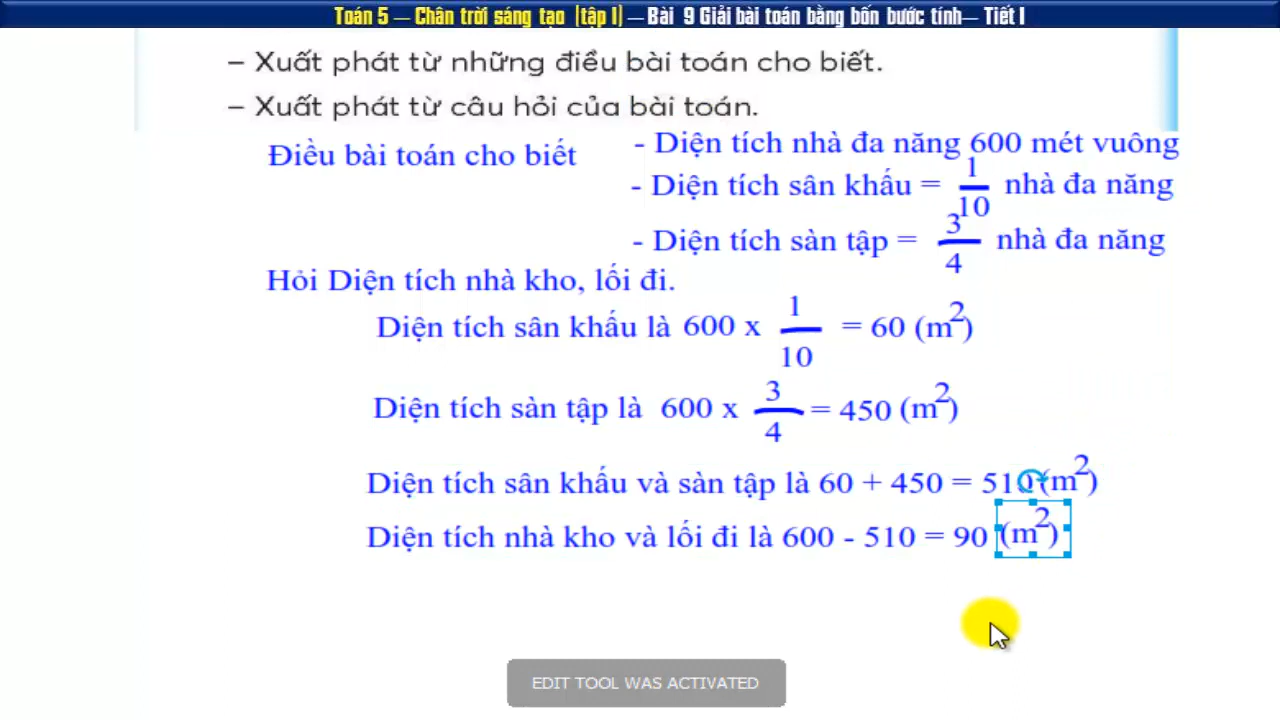 Toán 5 – Chân trời sáng tạo (tập 1) – Bài 9 Giải bài toán bằng bốn bước tính– Tiết 1
– Xuất phát từ những điều bài toán cho biết.
– Xuất phát từ câu hỏi của bài toán.
Điều bài toán cho biết
- Diện tích nhà đa năng 600 mét vuông
- Diện tích sân khấu = 1/10 nhà đa năng
- Diện tích sàn tập = 3/4 nhà đa năng
Hỏi Diện tích nhà kho, lối đi.
Diện tích sân khấu là 600 x 1/10 = 60 (m²)
Diện tích sàn tập là 600 x 3/4 = 450 (m²)
Diện tích sân khấu và sàn tập là 60 + 450 = 510 (m²)
Diện tích nhà kho và lối đi là 600 - 510 = 90 (m²)
EDIT TOOL WAS ACTIVATED